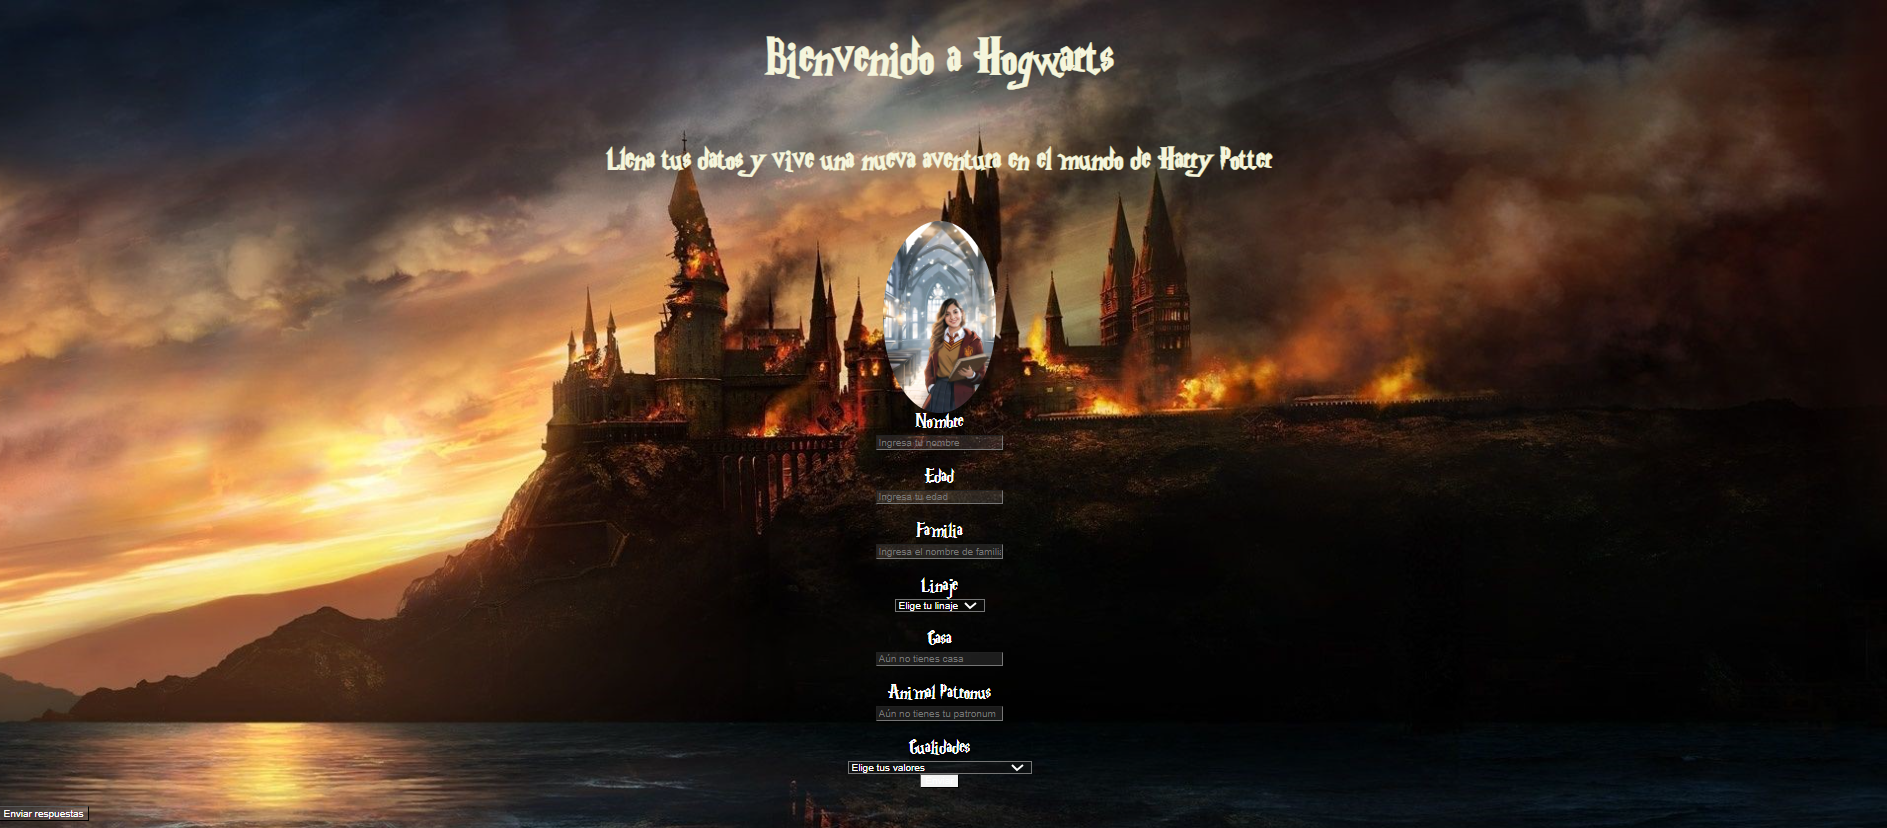 Bienvenido a Hogwarts
Llena tus datos y vive una nueva aventura en el mundo de Harry Potter
Nombre
Ingresa tu nombre
Edad
Ingresa tu edad
Familia
Ingresa el nombre de famili
Linaje
Elige tu linaje
Casa
Aún no tienes casa
Animal Patronus
Aún no tienes tu patronum
Cualidades
Elige tus valores
Enviar respuestas